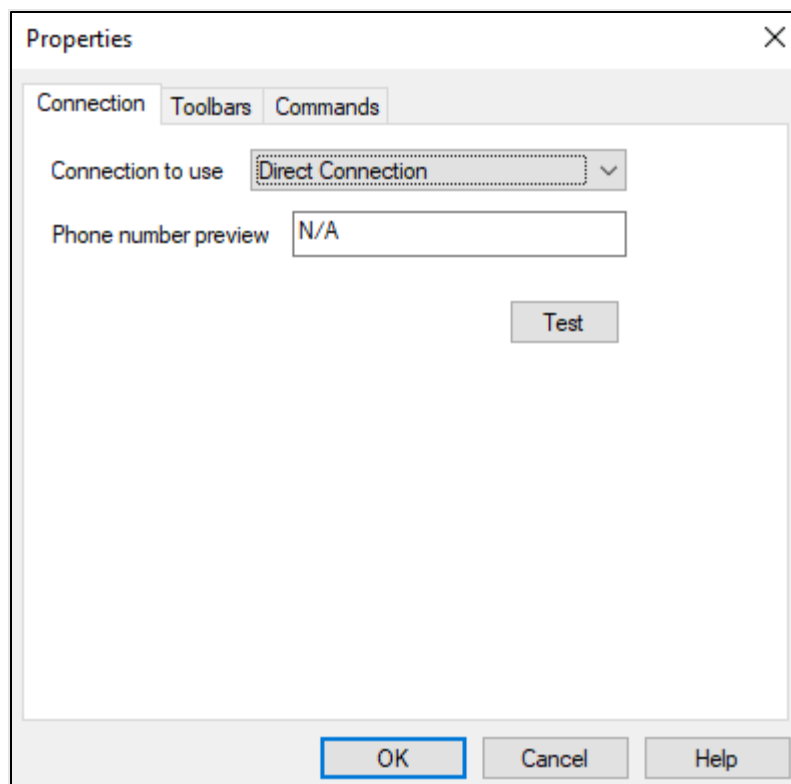 Properties
Connection Toolbars Commands
Connection to use Direct Connection
Phone number preview N/A
Test
OK Cancel Help